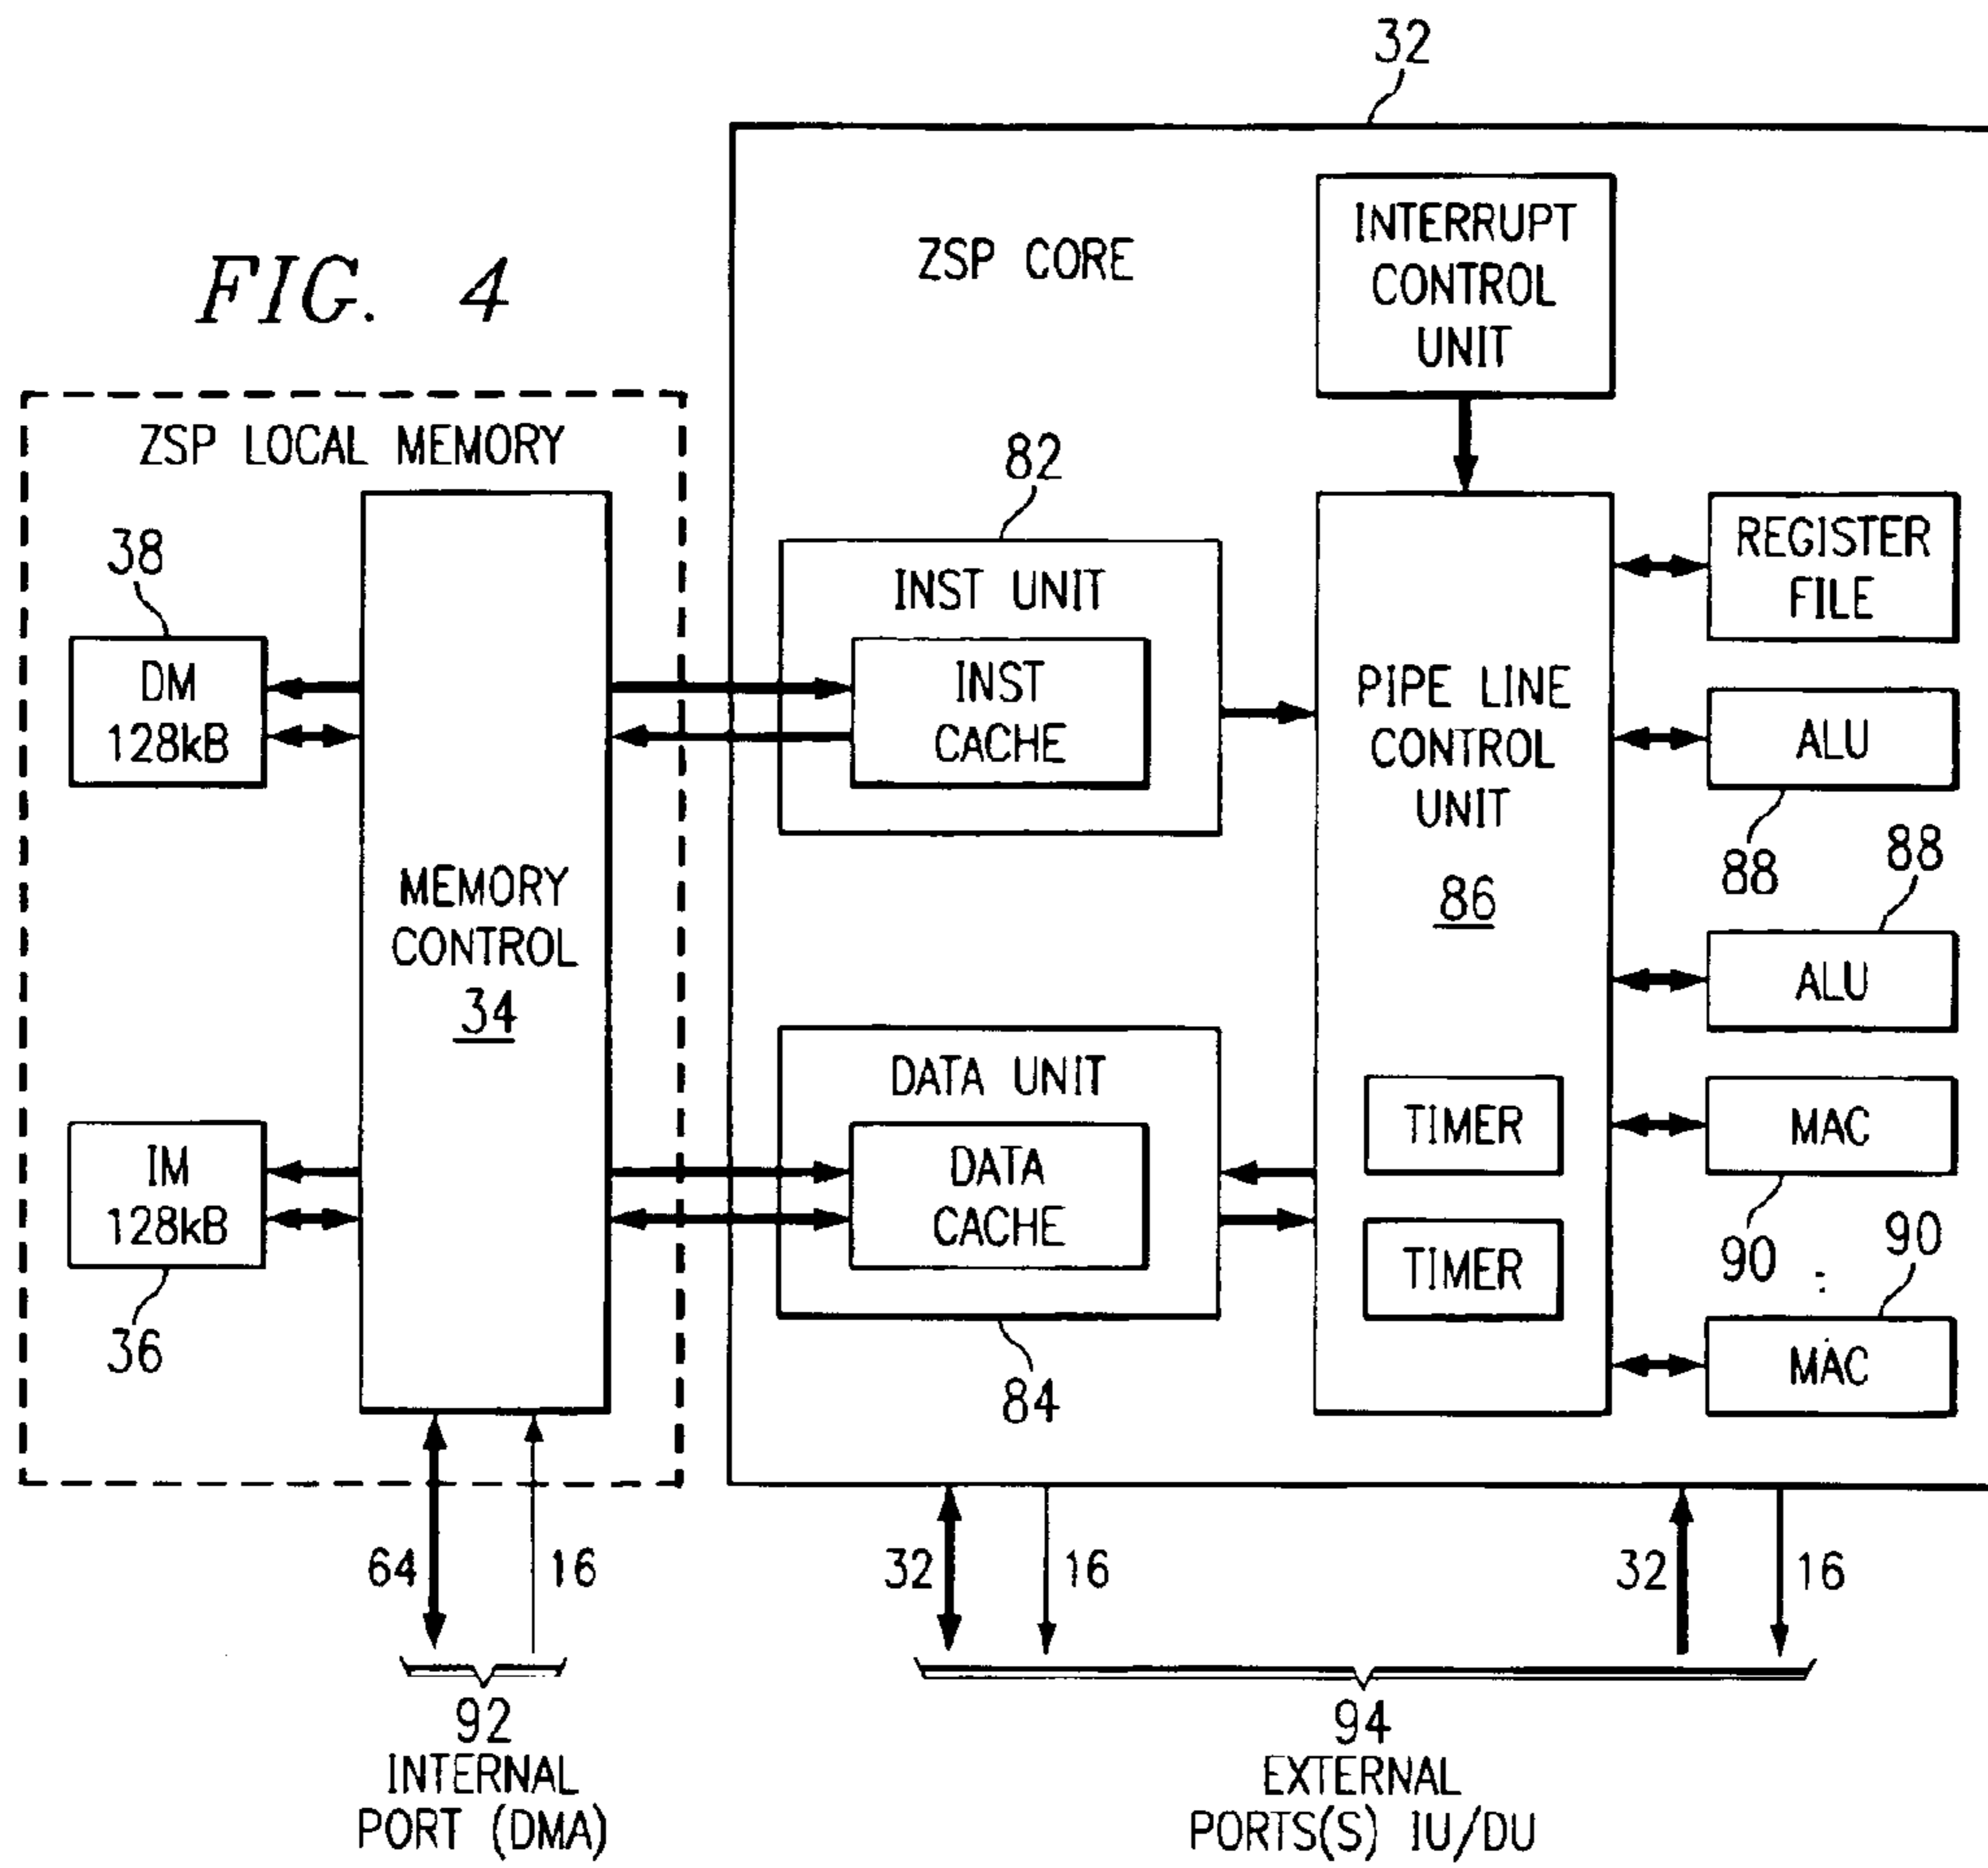 FIG. 4
32
ZSP CORE
INTERRUPT
CONTROL
UNIT
ZSP LOCAL MEMORY
38
DM
128kB
MEMORY
CONTROL
34
IM
128kB
36
82
INST UNIT
INST
CACHE
DATA UNIT
DATA
CACHE
84
PIPE LINE
CONTROL
UNIT
86
TIMER
TIMER
REGISTER
FILE
ALU
88
88
ALU
MAC
90
90
MAC
64
16
32
16
32
16
92
INTERNAL
PORT (DMA)
94
EXTERNAL
PORTS(S) IU/DU